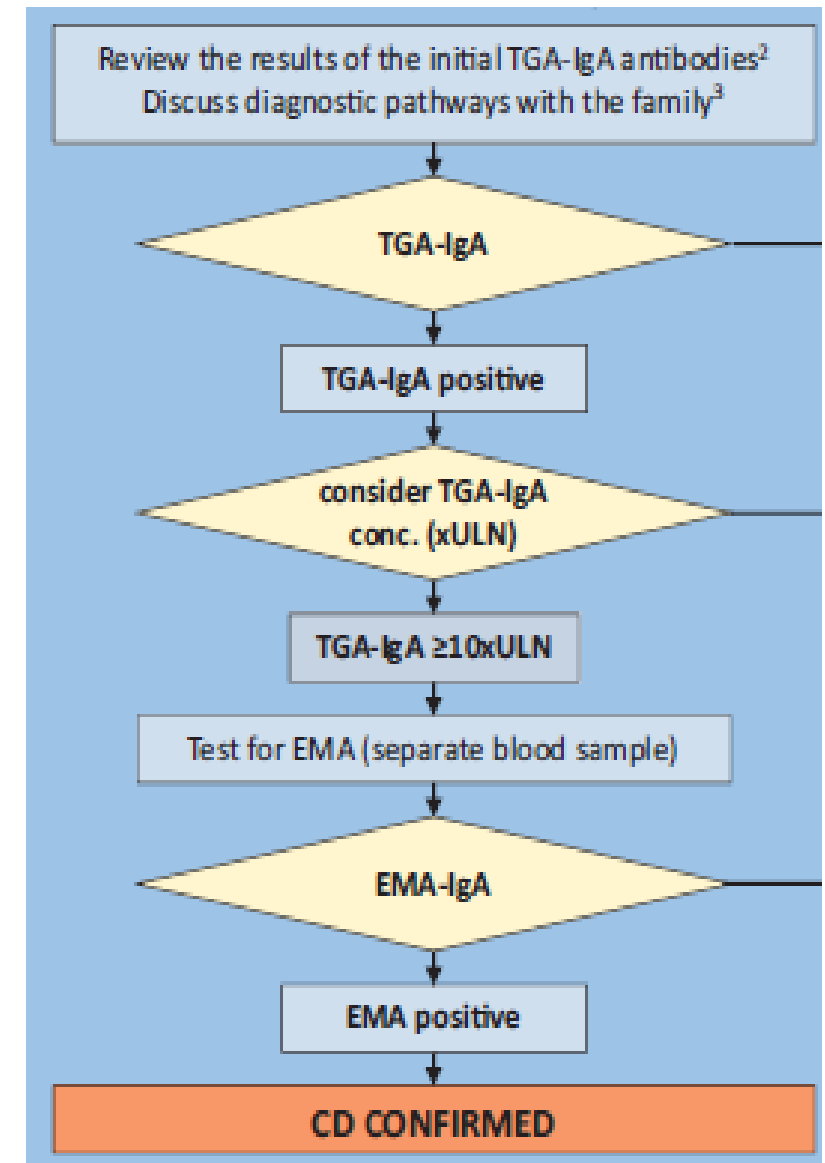 Review the results of the initial TGA-IgA antibodies²
Discuss diagnostic pathways with the family³
TGA-IgA
TGA-IgA positive
consider TGA-IgA
conc. (xULN)
TGA-IgA ≥10xULN
Test for EMA (separate blood sample)
EMA-IgA
EMA positive
CD CONFIRMED